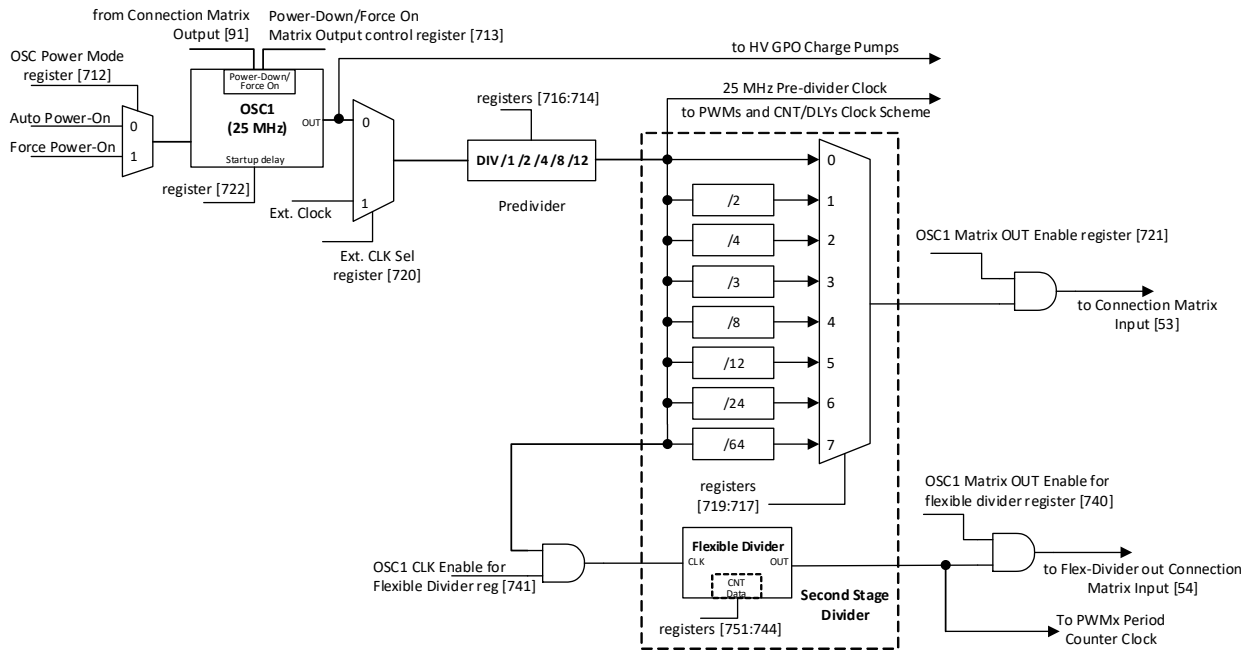 from Connection Matrix
Output [91]
Power-Down/Force On
Matrix Output control register [713]
OSC Power Mode
register [712]
Power-Down/
Force On
OSC1
(25 MHz)
OUT
Startup delay
Auto Power-On
0
Force Power-On
1
register [722]
0
1
Ext. Clock
Ext. CLK Sel
register [720]
registers [716:714]
DIV /1 /2 /4 /8 /12
Predivider
to HV GPO Charge Pumps
25 MHz Pre-divider Clock
to PWMs and CNT/DLYs Clock Scheme
0
/2
1
/4
2
/3
3
/8
4
/12
5
/24
6
/64
7
registers
[719:717]
OSC1 Matrix OUT Enable register [721]
to Connection Matrix
Input [53]
OSC1 CLK Enable for
Flexible Divider reg [741]
Flexible Divider
CLK
OUT
CNT
Data
registers [751:744]
Second Stage
Divider
OSC1 Matrix OUT Enable for
flexible divider register [740]
to Flex-Divider out Connection
Matrix Input [54]
To PWMx Period
Counter Clock